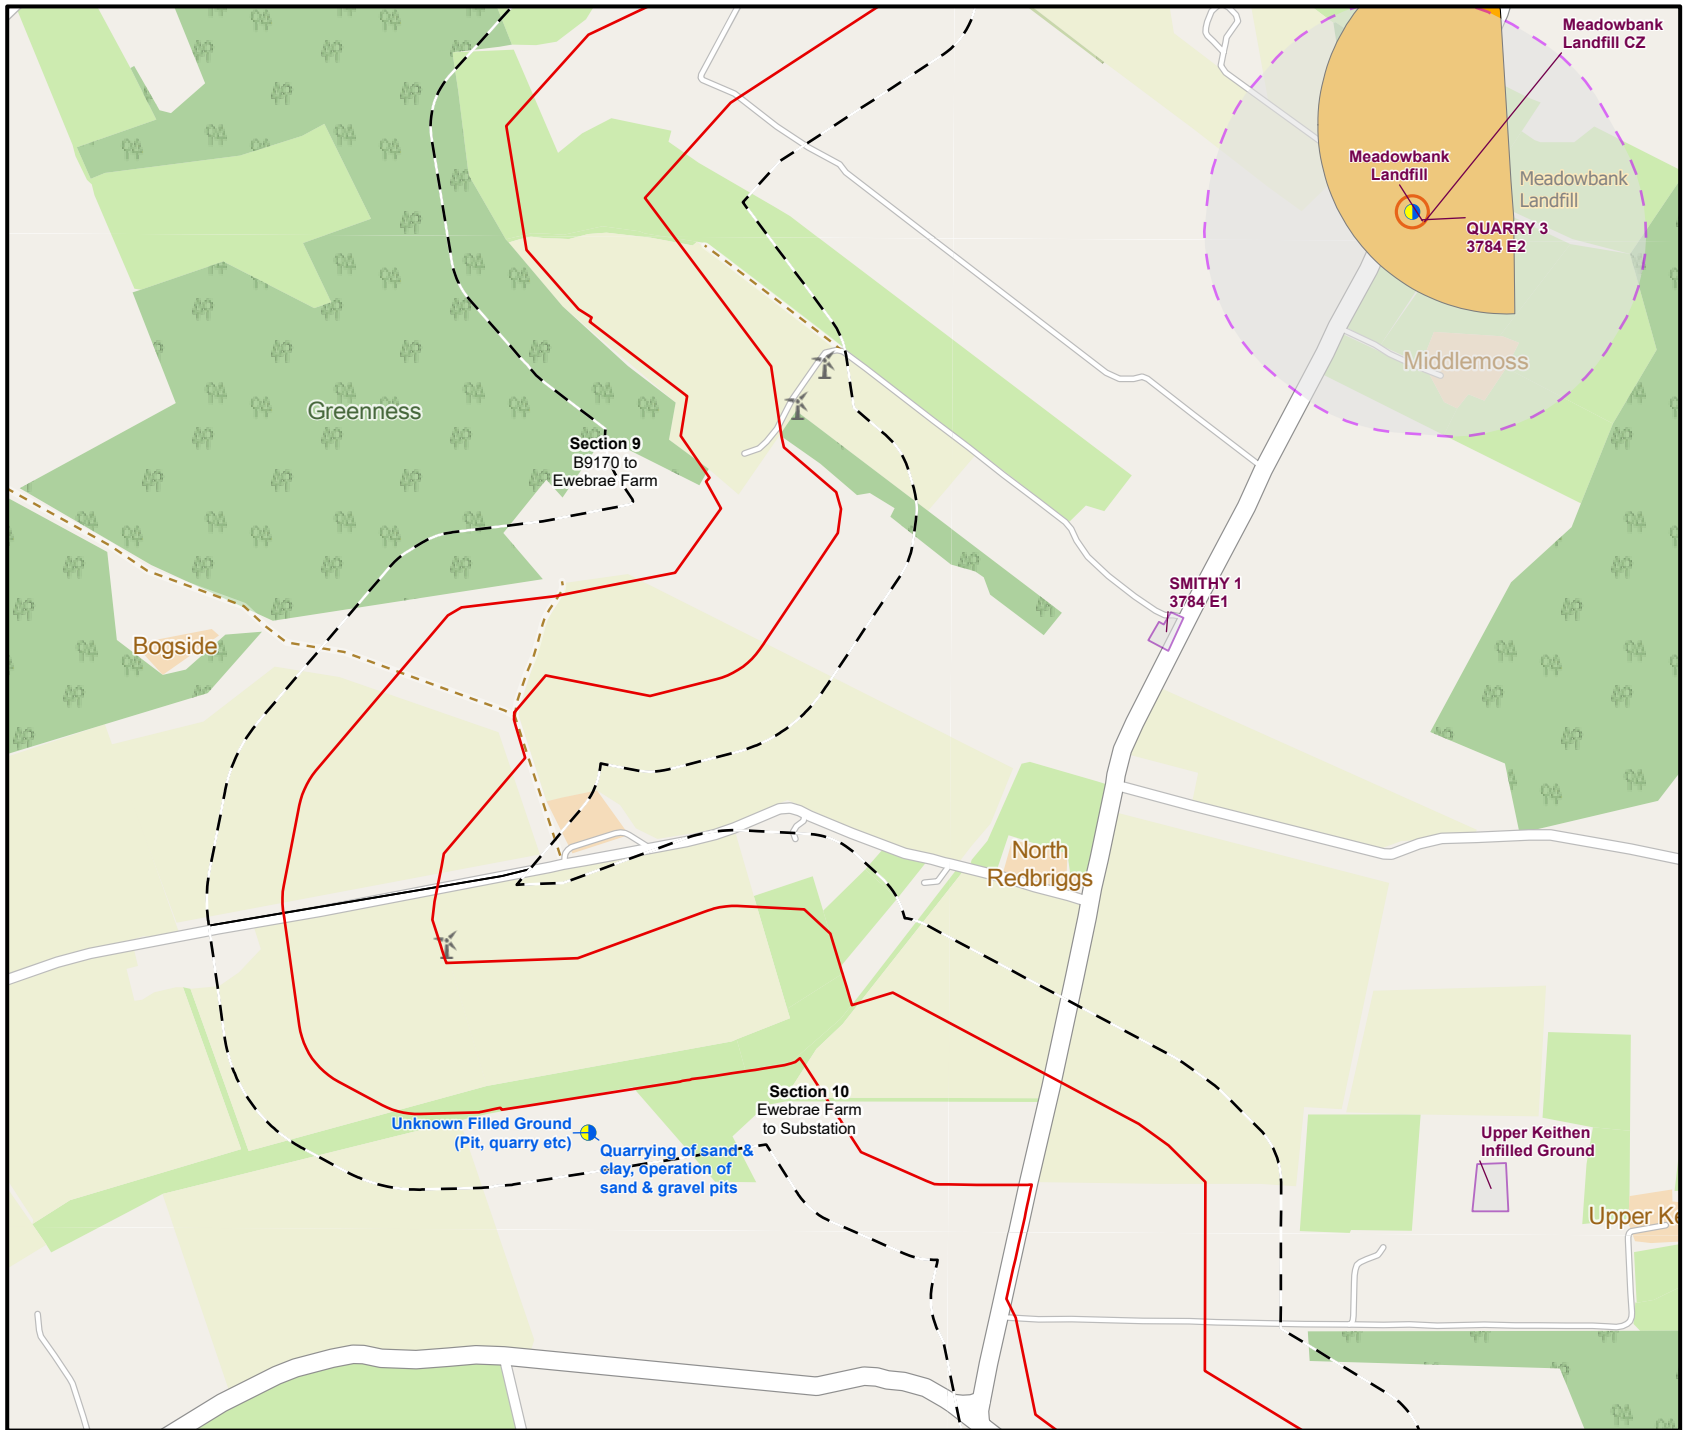 Meadowbank
Landfill CZ
Meadowbank
Landfill
Meadowbank
Landfill
QUARRY 3
3784 E2
Middlemoss
Greenness
Section 9
B9170 to
Ewebrae Farm
SMITHY 1
3784 E1
Bogside
North
Redbriggs
Section 10
Ewebrae Farm
to Substation
Unknown Filled Ground
(Pit, quarry etc)
Quarrying of sand &
clay, operation of
sand & gravel pits
Upper Keithen
Infilled Ground
Upper Ke